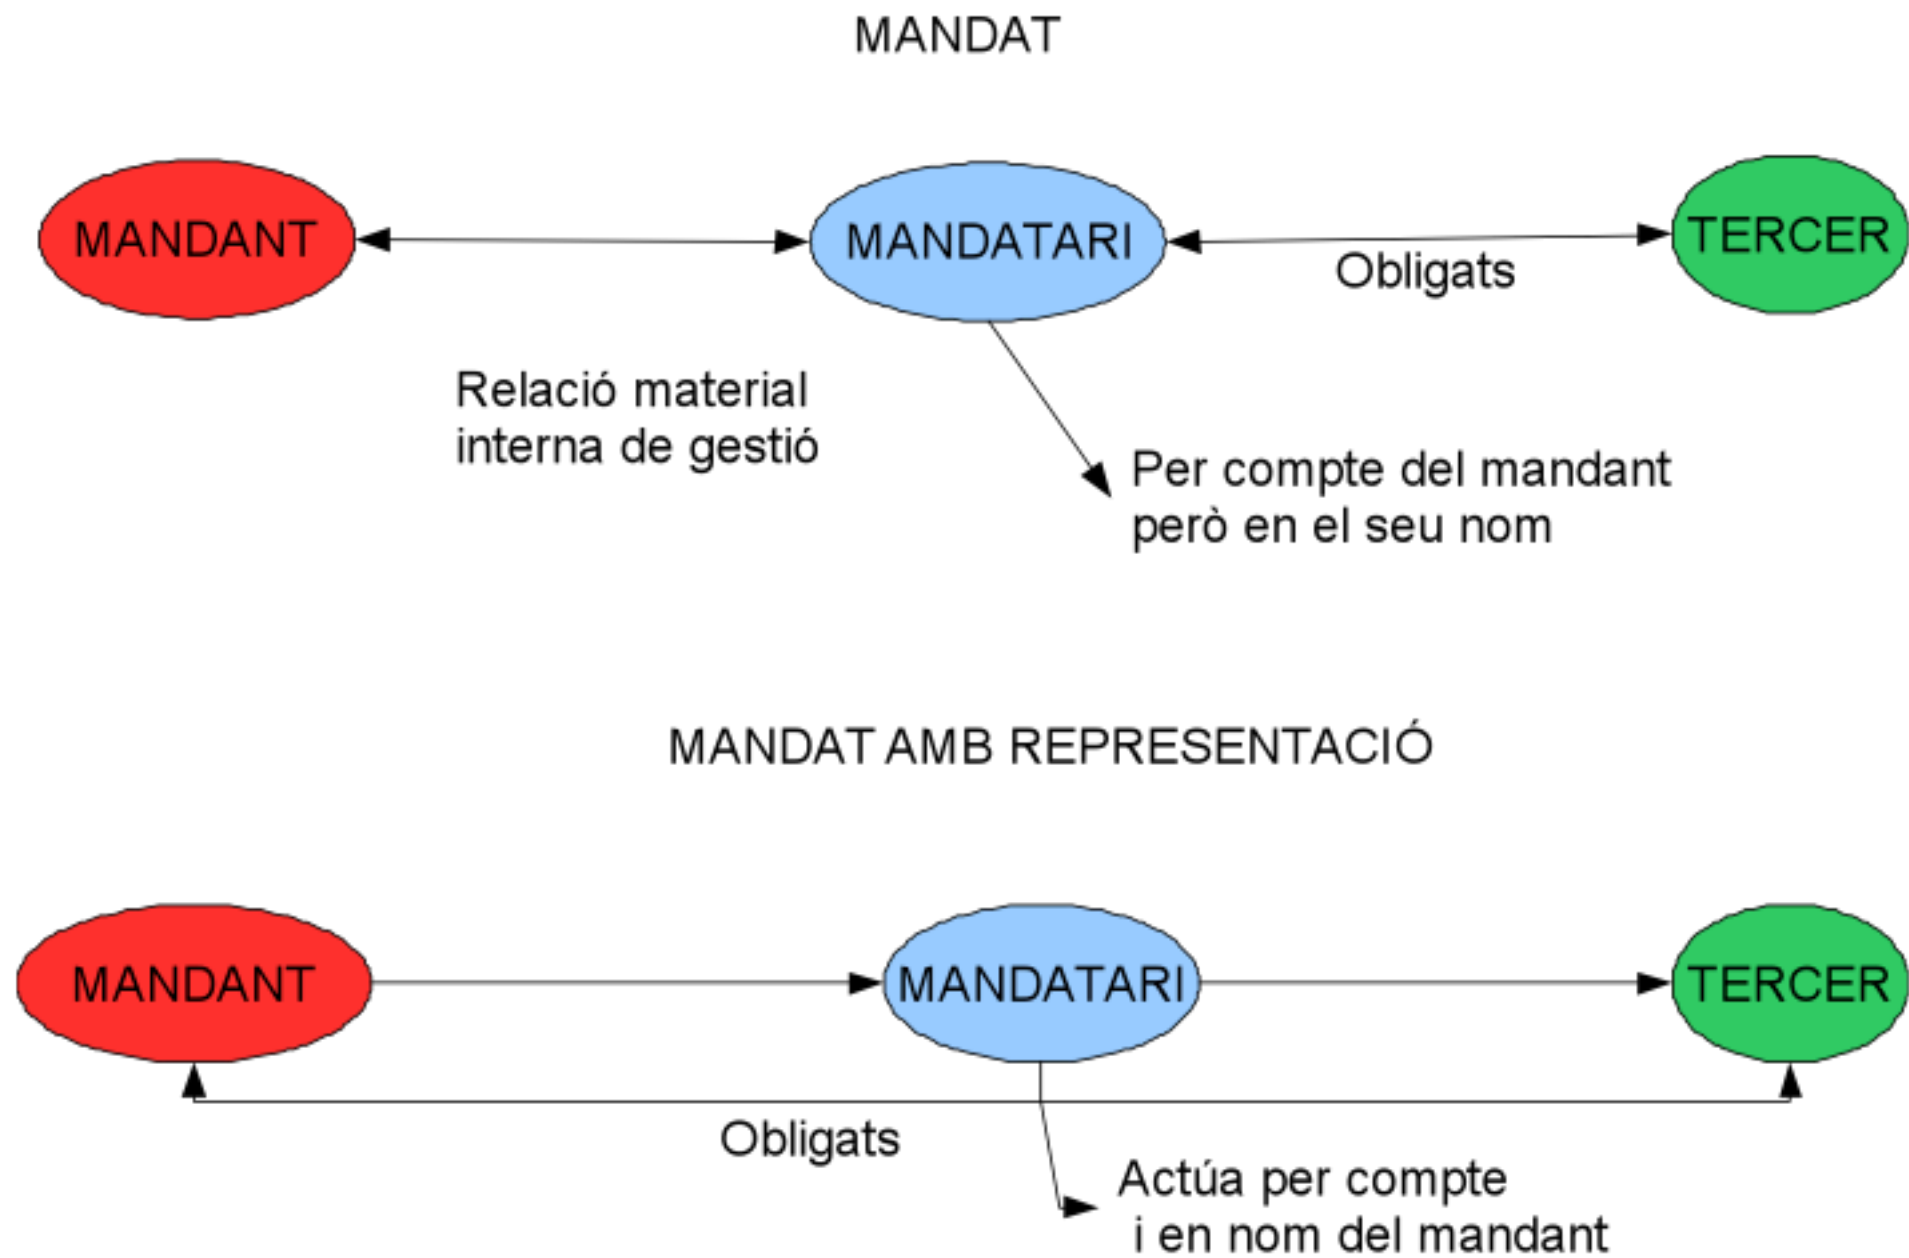 MANDAT
MANDANT
MANDATARI
TERCER
Obligats
Relació material
interna de gestió
Per compte del mandant
però en el seu nom
MANDAT AMB REPRESENTACIÓ
MANDANT
MANDATARI
TERCER
Obligats
Actúa per compte
i en nom del mandant